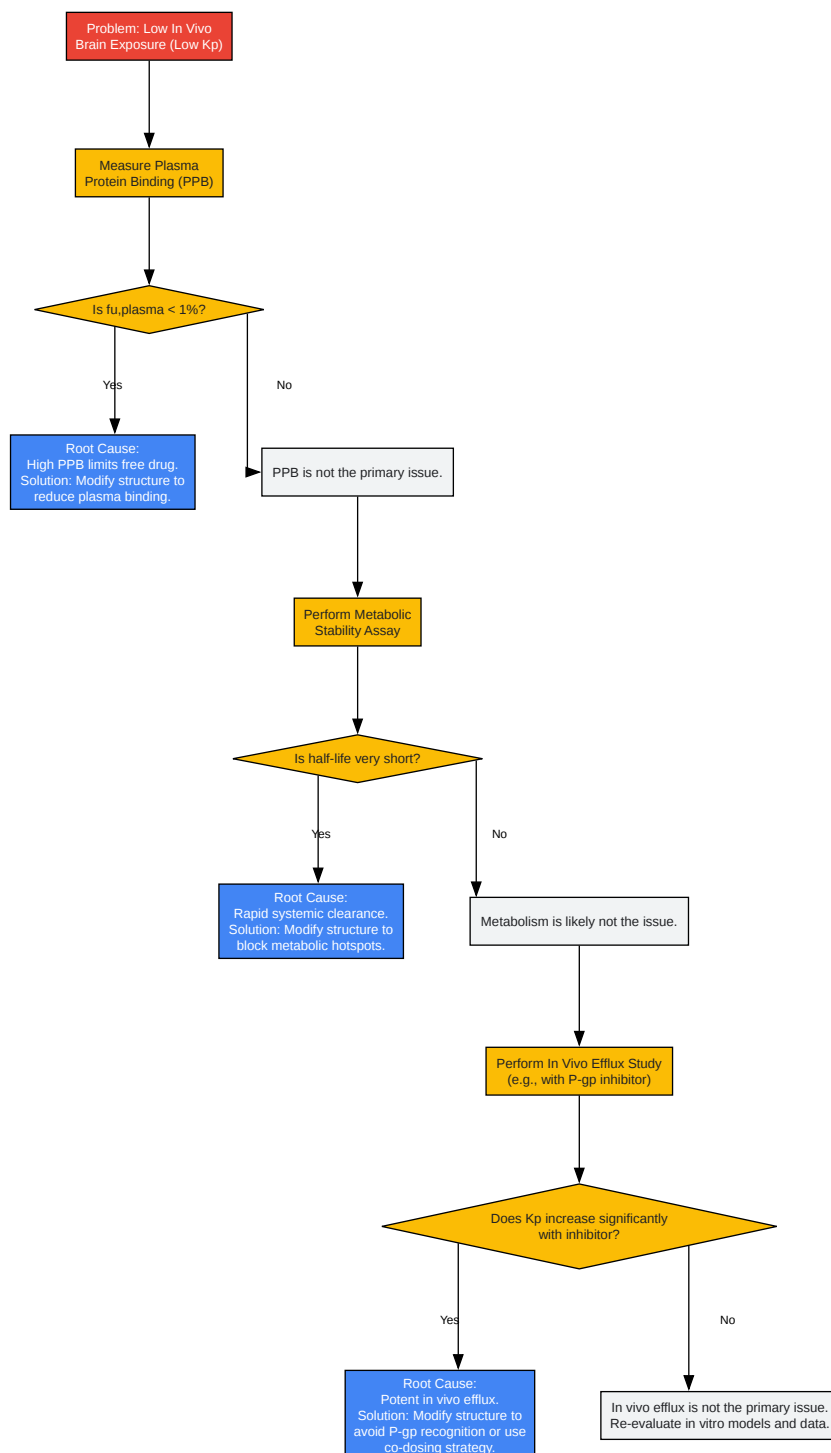 Problem: Low In Vivo
Brain Exposure (Low Kp)
Measure Plasma
Protein Binding (PPB)
Is fu,plasma < 1%?
Yes
No
Root Cause:
High PPB limits free drug.
Solution: Modify structure to
reduce plasma binding.
PPB is not the primary issue.
Perform Metabolic
Stability Assay
Is half-life very short?
Yes
No
Root Cause:
Rapid systemic clearance.
Solution: Modify structure to
block metabolic hotspots.
Metabolism is likely not the issue.
Perform In Vivo Efflux Study
(e.g., with P-gp inhibitor)
Does Kp increase significantly
with inhibitor?
Yes
No
Root Cause:
Potent in vivo efflux.
Solution: Modify structure to
avoid P-gp recognition or use
co-dosing strategy.
In vivo efflux is not the primary issue.
Re-evaluate in vitro models and data.